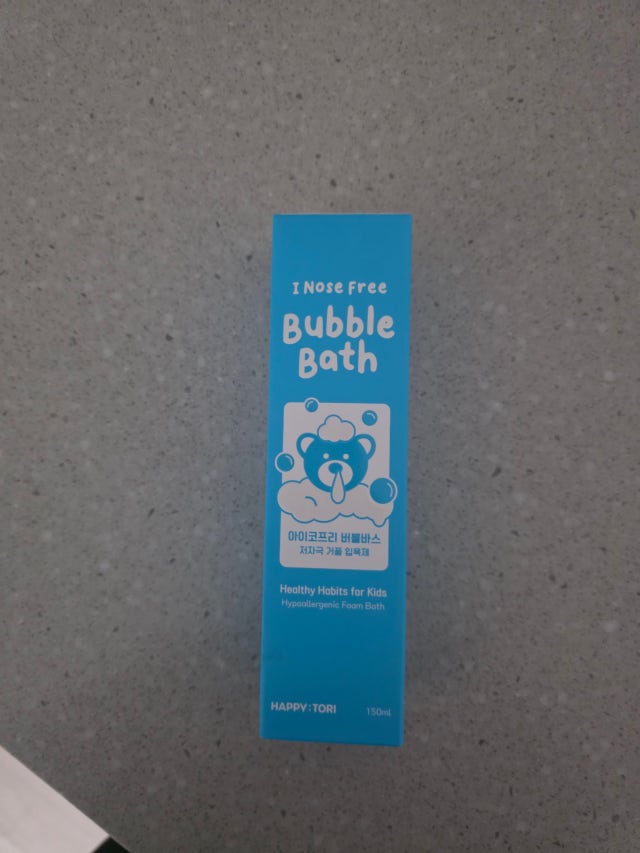 I Nose Free
Bubble
Bath
아이코프리 버블바스
저자극 거품 입욕제
Healthy Habits for Kids
Hypoallergenic Foam Bath
HAPPY:TORI
150ml